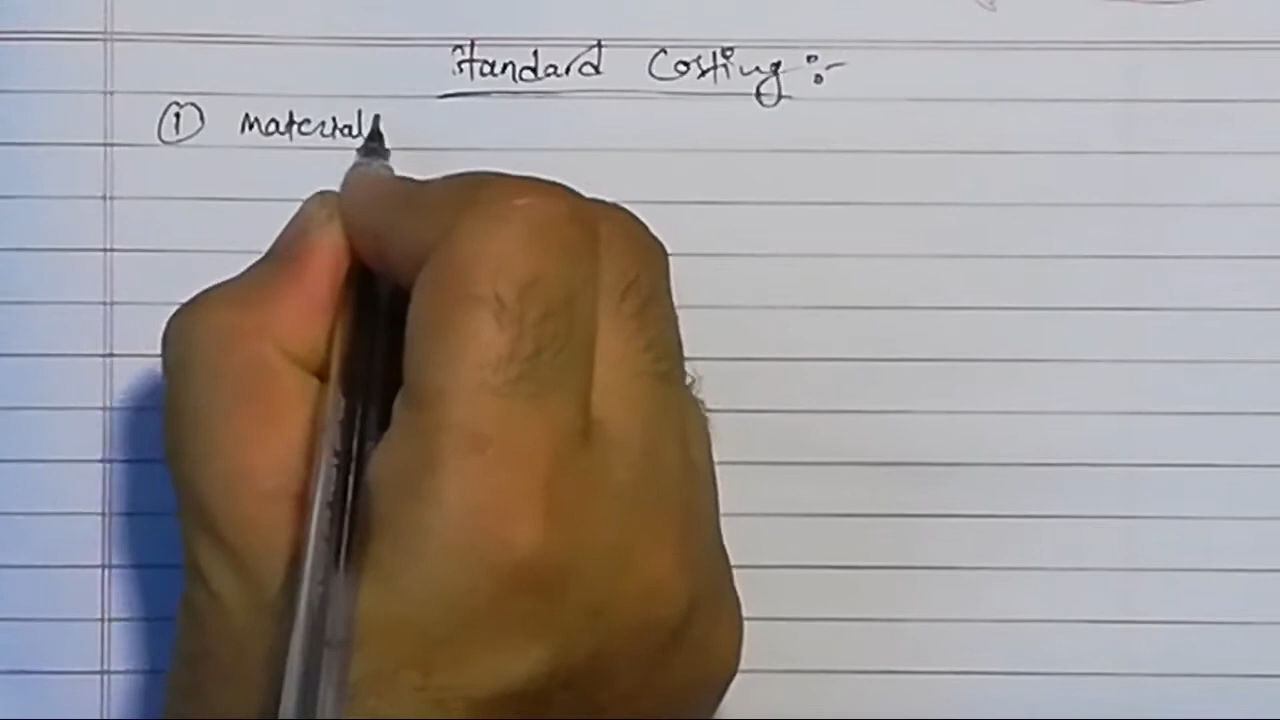 Standard Costing :-
① Material